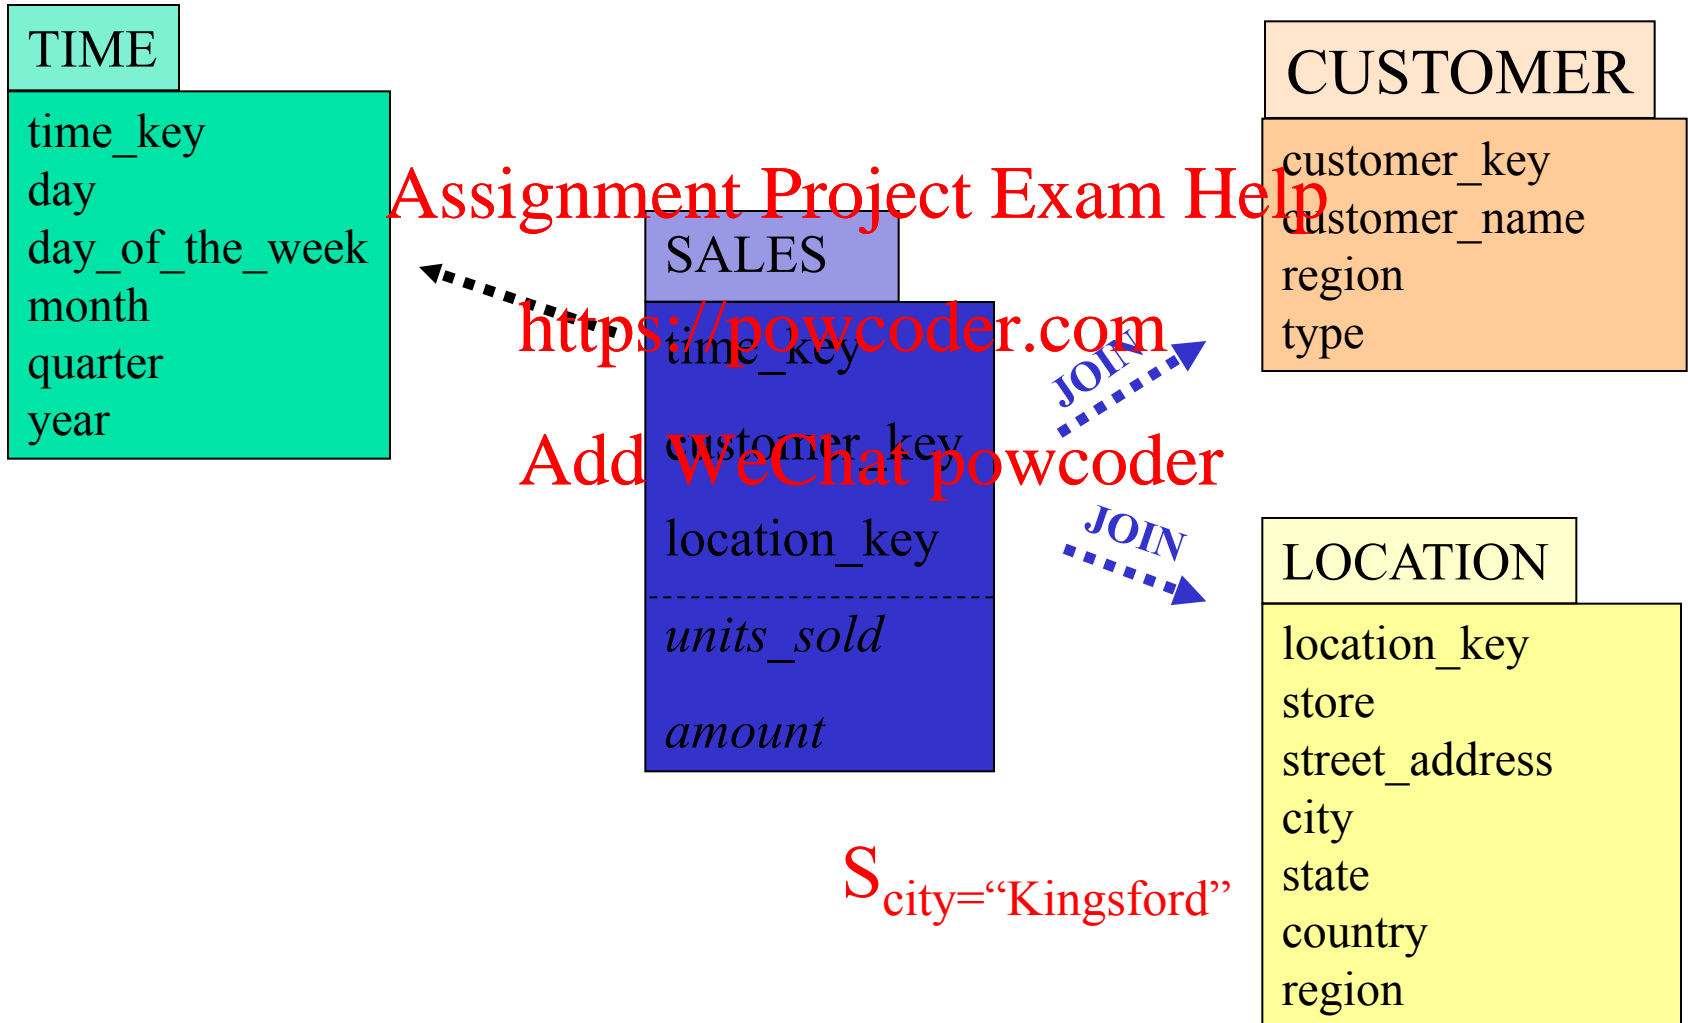 TIME
time_key
day
day_of_the_week
month
quarter
year
Assignment Project Exam Help
https://powcoder.com
Add WeChat powcoder
SALES
time_key
customer_key
location_key
units_sold
amount
JOIN
JOIN
CUSTOMER
customer_key
customer_name
region
type
LOCATION
location_key
store
street_address
city
state
country
region
S city=“Kingsford”